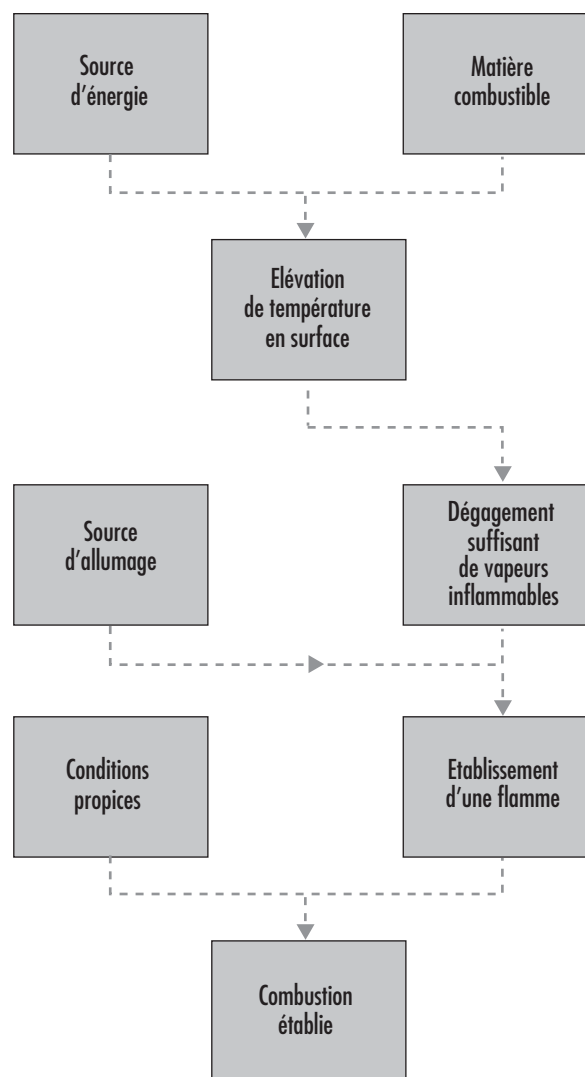 Source
d'énergie
Matière
combustible
Elévation
de température
en surface
Source
d'allumage
Dégagement
suffisant
de vapeurs
inflammables
Conditions
propices
Etablissement
d'une flamme
Combustion
établie